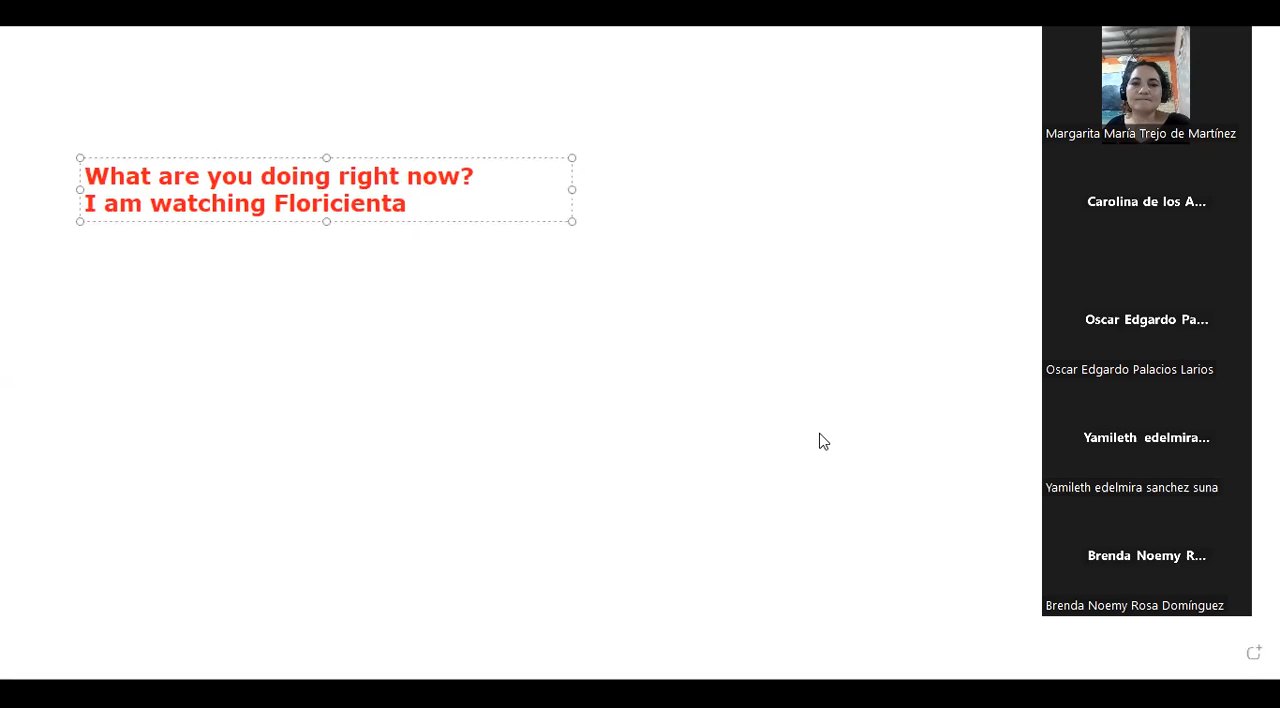 What are you doing right now?
I am watching Floricienta
Margarita María Trejo de Martínez
Carolina de los A...
Oscar Edgardo Pa...
Oscar Edgardo Palacios Larios
Yamileth edelmira...
Yamileth edelmira sanchez suna
Brenda Noemy R...
Brenda Noemy Rosa Domínguez